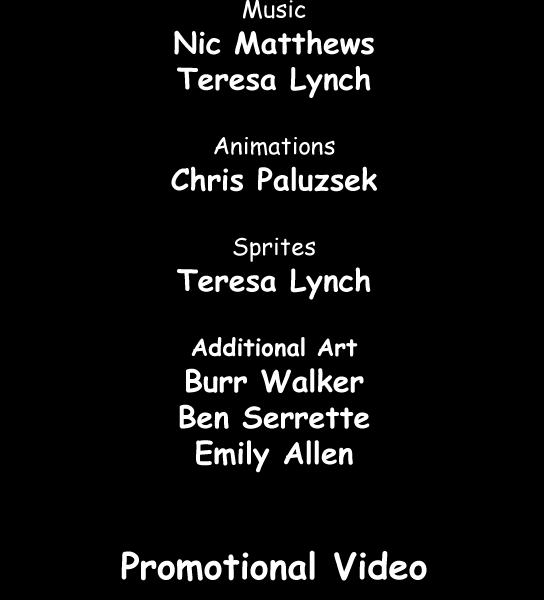 Music
Nic Matthews
Teresa Lynch
Animations
Chris Paluzsek
Sprites
Teresa Lynch
Additional Art
Burr Walker
Ben Serrette
Emily Allen
Promotional Video